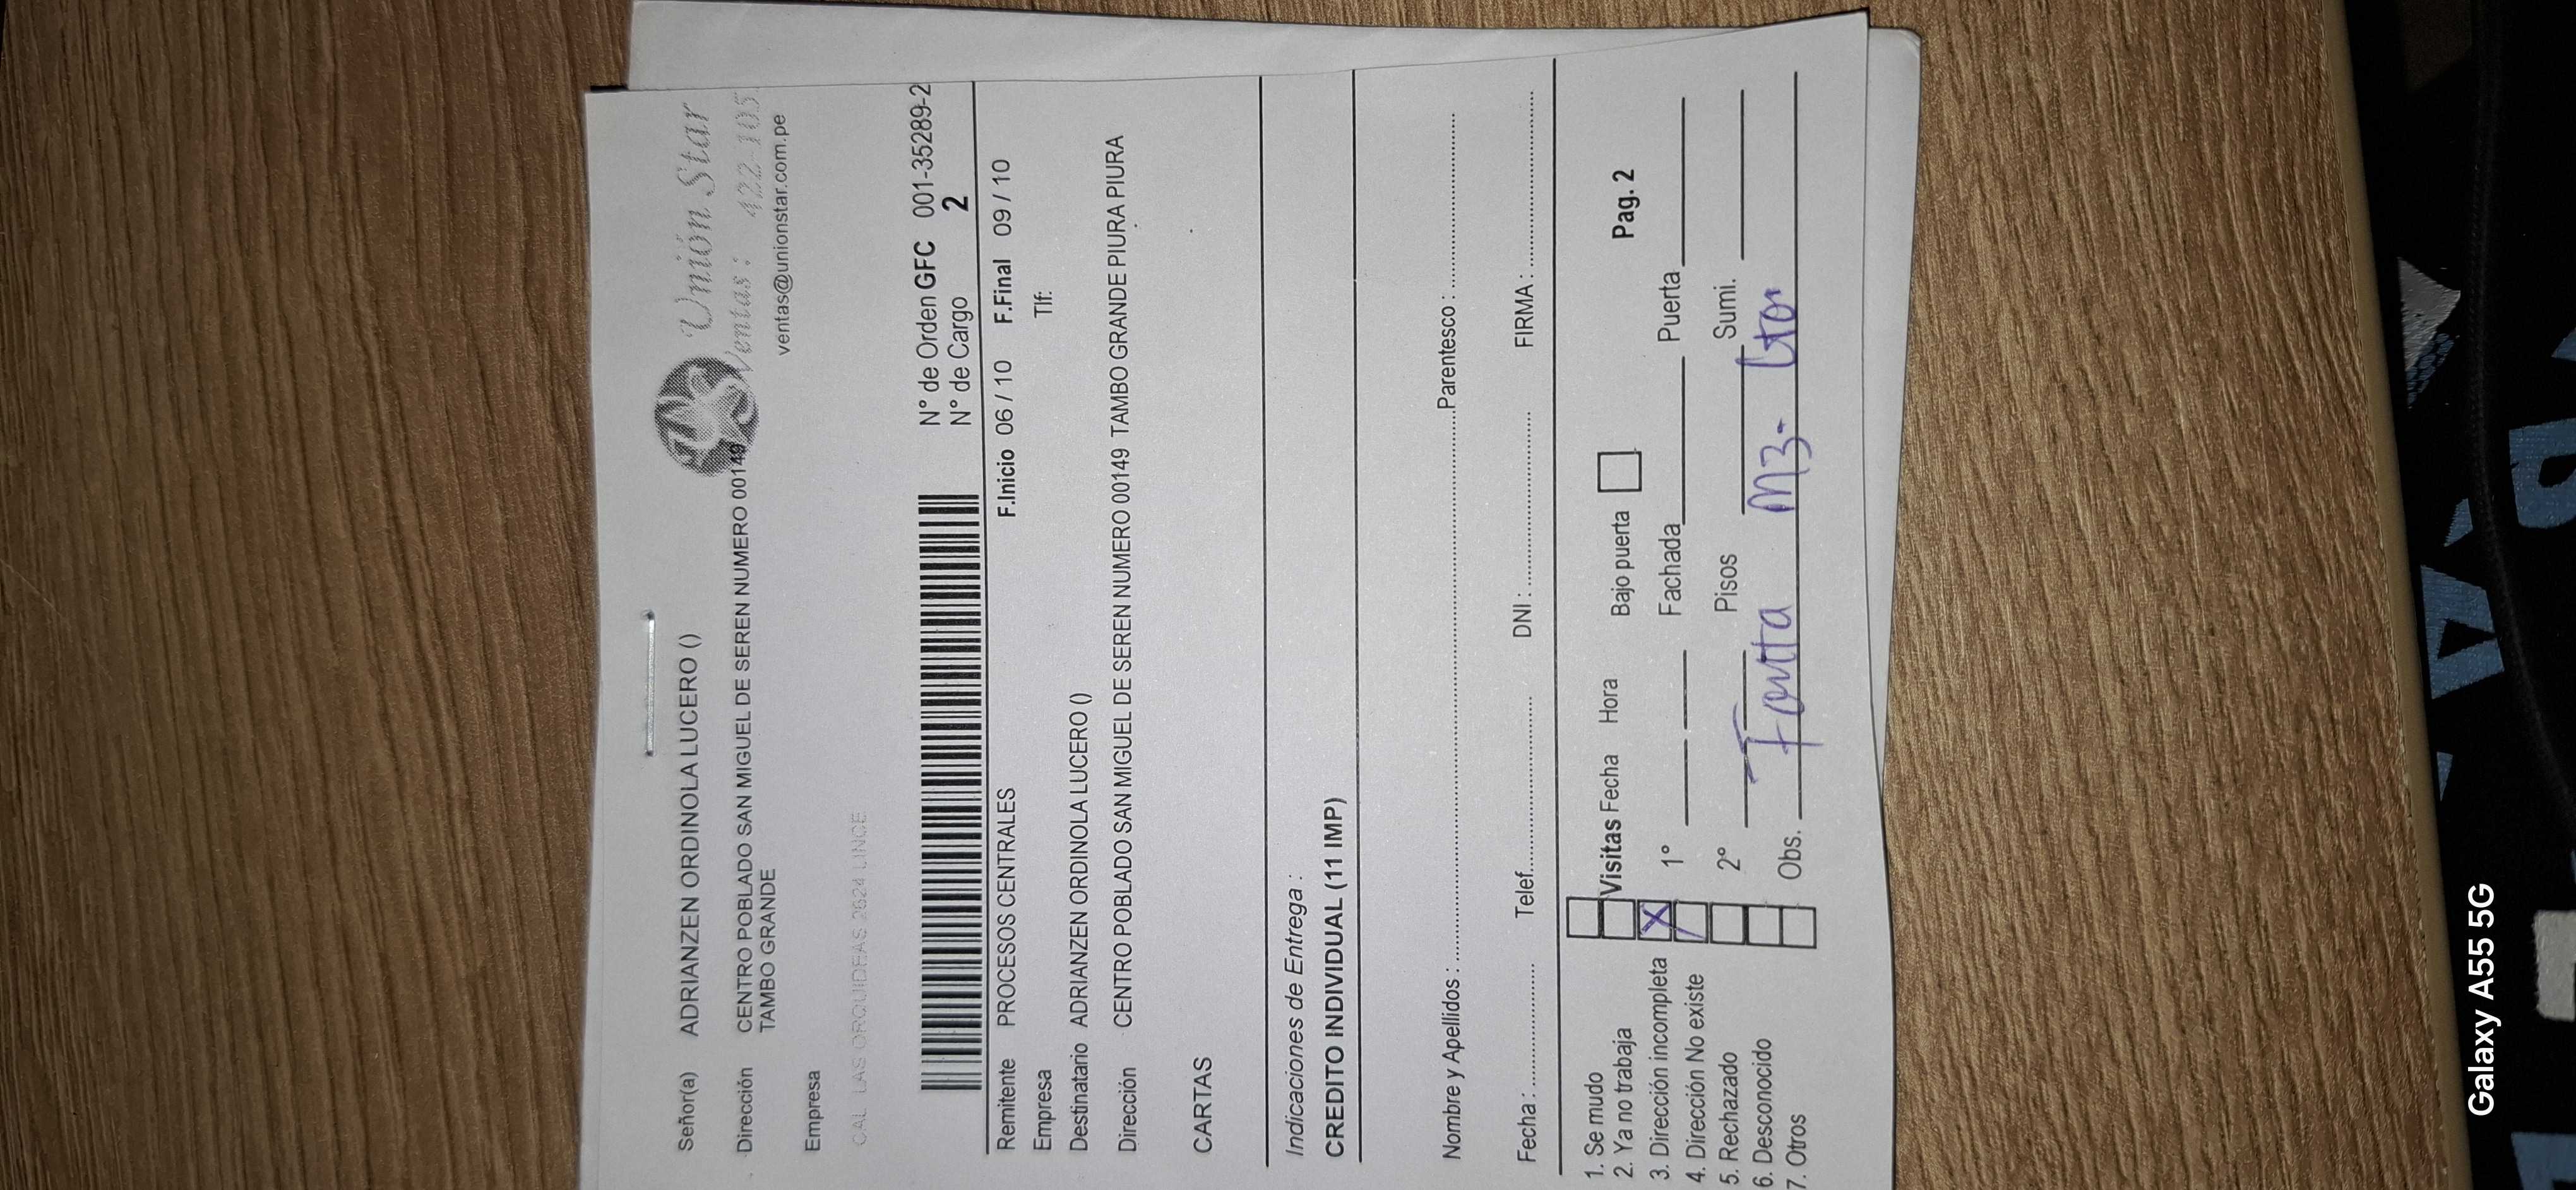 Unión Star
Ventas: 422-105
ventas@unionstar.com.pe
Señor(a) ADRIANZEN ORDINOLA LUCERO ()
Dirección CENTRO POBLADO SAN MIGUEL DE SEREN NUMERO 00149
TAMBO GRANDE
Empresa
CAL LAS ORQUIDEAS 2624 LINCE
N° de Orden GFC 001-35289-2
N° de Cargo 2
Remitente PROCESOS CENTRALES F.Inicio 06 / 10 F.Final 09 / 10
Empresa Tlf:
Destinatario ADRIANZEN ORDINOLA LUCERO ()
Dirección CENTRO POBLADO SAN MIGUEL DE SEREN NUMERO 00149 TAMBO GRANDE PIURA PIURA
CARTAS
Indicaciones de Entrega :
CREDITO INDIVIDUAL (11 IMP)
Nombre y Apellidos : Parentesco :
Fecha : Telef. DNI : FIRMA :
1. Se mudo
2. Ya no trabaja Visitas Fecha Hora Bajo puerta Pag. 2
3. Dirección incompleta X 1° Fachada Puerta
4. Dirección No existe
5. Rechazado 2° Pisos Sumi.
6. Desconocido
7. Otros Obs. Falta Mz-